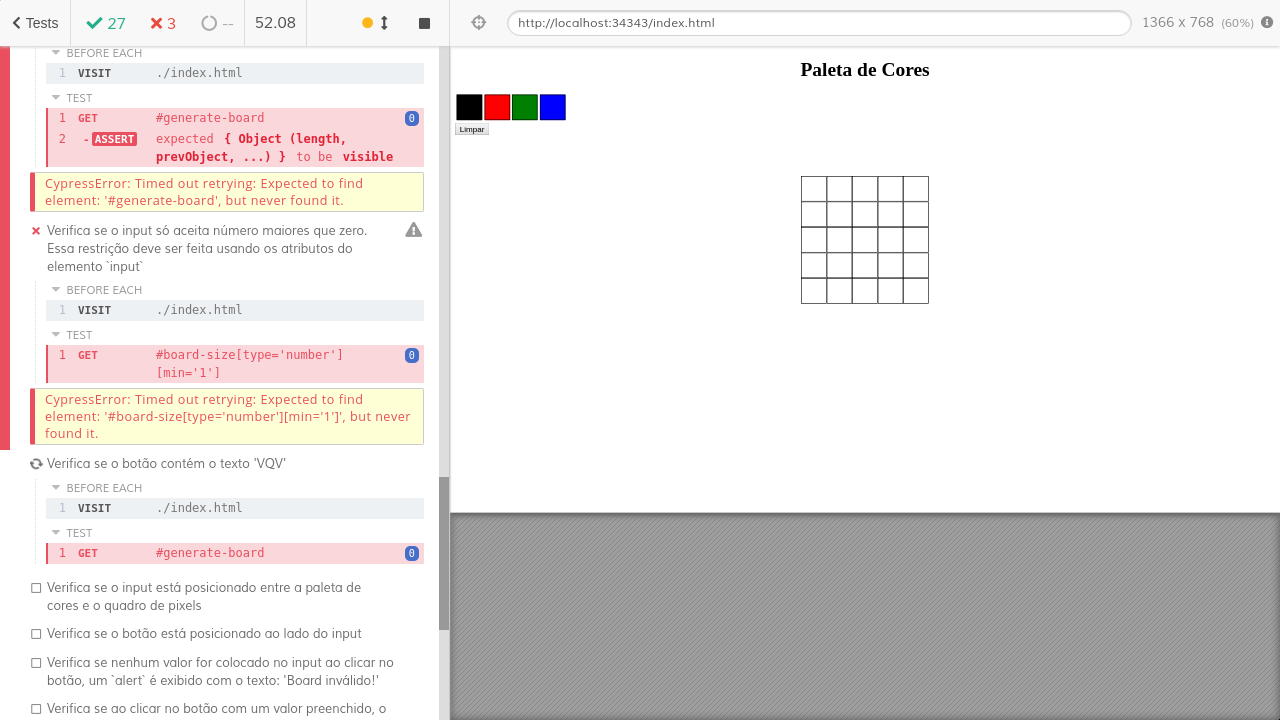 Tests
27
3
--
52.08
http://localhost:34343/index.html
1366 x 768 (60%)
BEFORE EACH
1 VISIT ./index.html
TEST
1 GET #generate-board 0
2 -ASSERT expected { Object (length,
prevObject, ...) } to be visible
CypressError: Timed out retrying: Expected to find
element: '#generate-board', but never found it.
Verifica se o input só aceita número maiores que zero.
Essa restrição deve ser feita usando os atributos do
elemento `input`
BEFORE EACH
1 VISIT ./index.html
TEST
1 GET #board-size[type='number'] 0
[min='1']
CypressError: Timed out retrying: Expected to find
element: '#board-size[type='number'][min='1']', but never
found it.
Verifica se o botão contém o texto 'VQV'
BEFORE EACH
1 VISIT ./index.html
TEST
1 GET #generate-board 0
Verifica se o input está posicionado entre a paleta de
cores e o quadro de pixels
Verifica se o botão está posicionado ao lado do input
Verifica se nenhum valor for colocado no input ao clicar no
botão, um `alert` é exibido com o texto: 'Board inválido!'
Verifica se ao clicar no botão com um valor preenchido, o
Paleta de Cores
Limpar